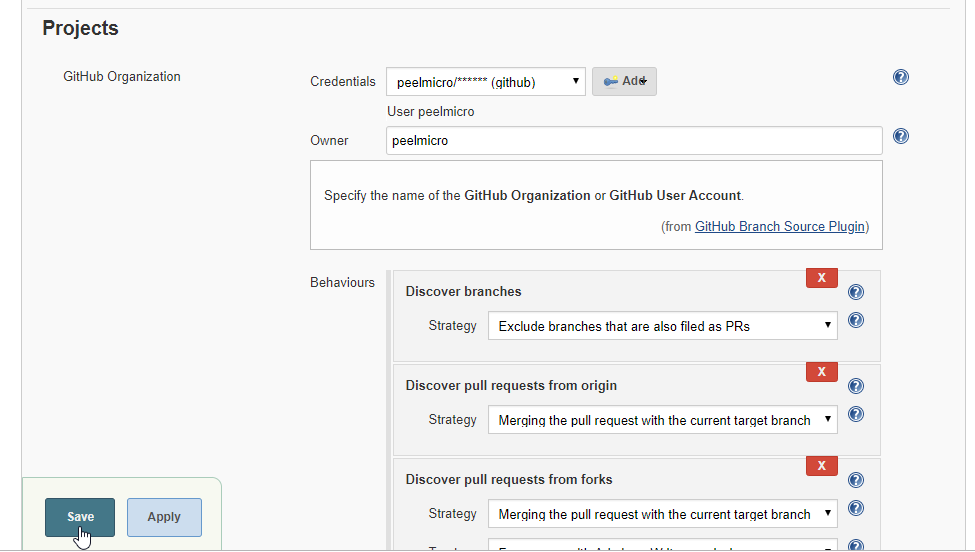 Projects
GitHub Organization
Credentials peelmicro/****** (github) Add
User peelmicro
Owner peelmicro
Specify the name of the GitHub Organization or GitHub User Account.
(from GitHub Branch Source Plugin)
Behaviours
X
Discover branches
Strategy Exclude branches that are also filed as PRs
X
Discover pull requests from origin
Strategy Merging the pull request with the current target branch
X
Discover pull requests from forks
Strategy Merging the pull request with the current target branch
Save Apply